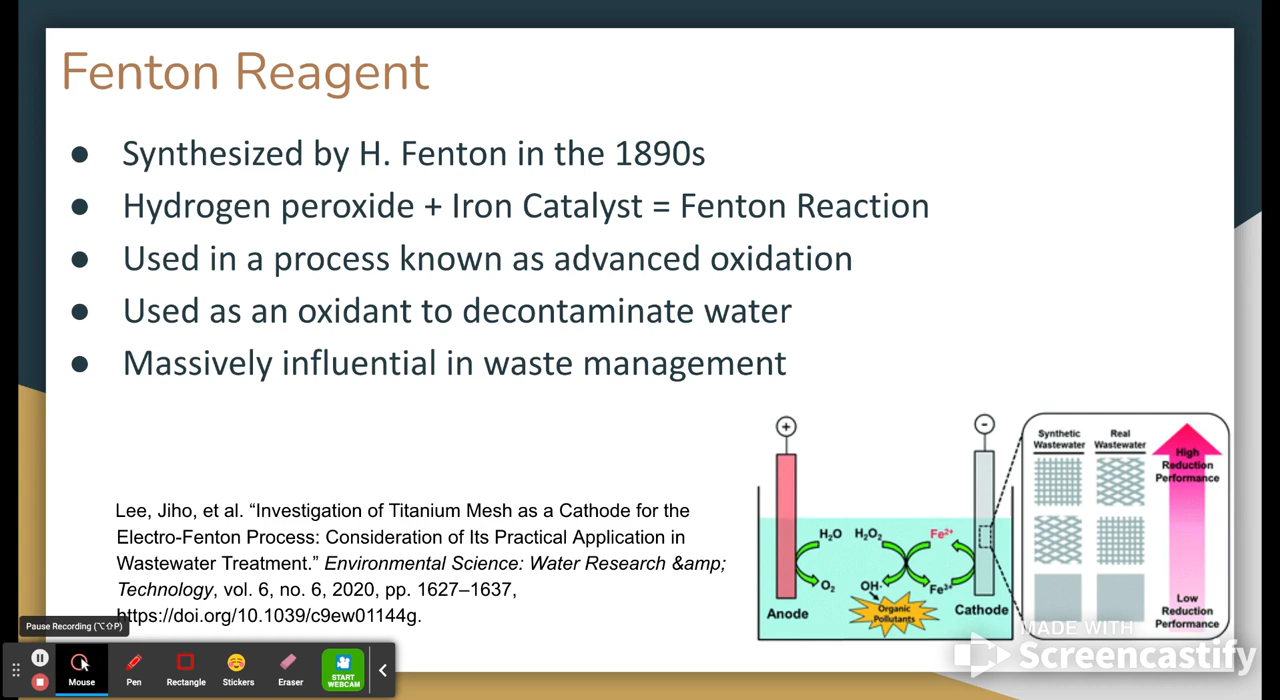 Fenton Reagent
● Synthesized by H. Fenton in the 1890s
● Hydrogen peroxide + Iron Catalyst = Fenton Reaction
● Used in a process known as advanced oxidation
● Used as an oxidant to decontaminate water
● Massively influential in waste management
Lee, Jiho, et al. “Investigation of Titanium Mesh as a Cathode for the
Electro-Fenton Process: Consideration of Its Practical Application in
Wastewater Treatment.” Environmental Science: Water Research &amp;
Technology, vol. 6, no. 6, 2020, pp. 1627–1637,
https://doi.org/10.1039/c9ew01144g.
+
-
H₂O H₂O₂ Fe²⁺
O₂ OH· Fe³⁺
Organic
Pollutants
Anode
Cathode
Synthetic
Wastewater
Real
Wastewater
High
Reduction
Performance
Low
Reduction
Performance
MADE WITH
Screencastify
Pause Recording (⌥⇧P)
Mouse
Pen
Rectangle
Stickers
Eraser
START
WEBCAM